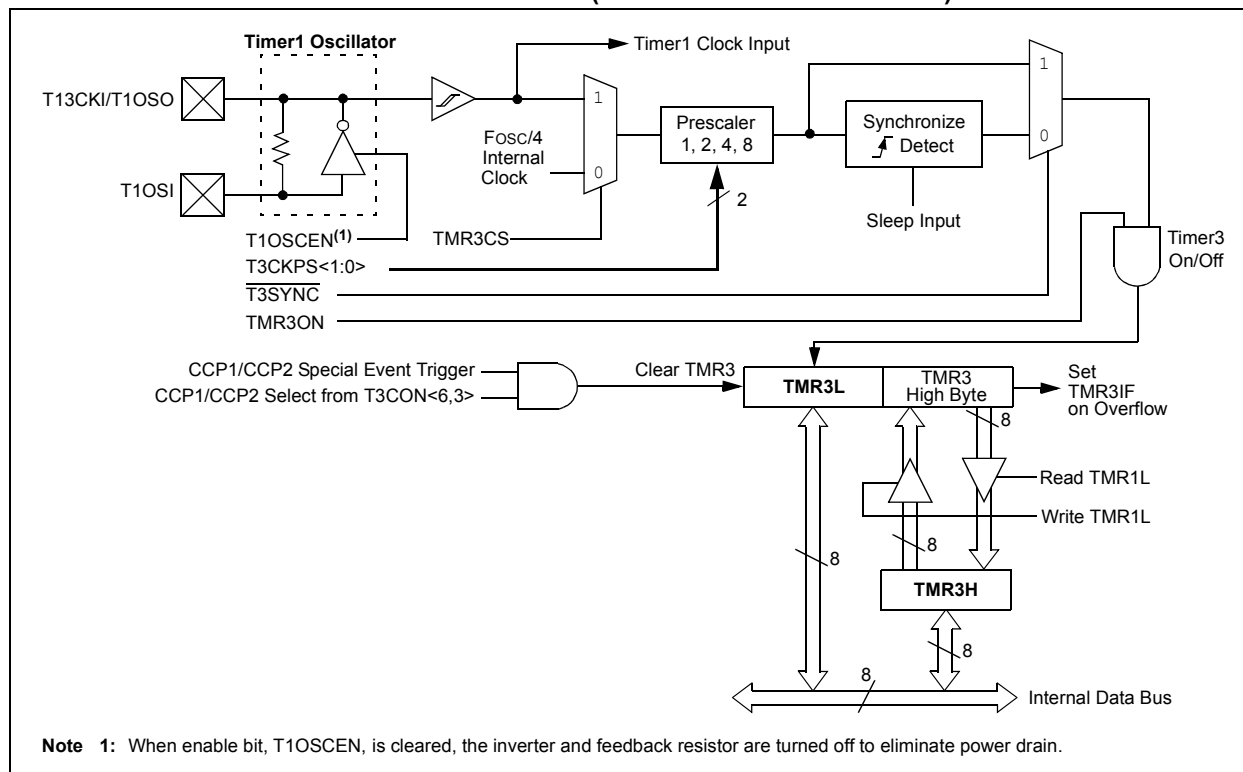 Timer1 Oscillator
Timer1 Clock Input
T13CKI/T1OSO
1
1
FOSC/4
Internal
Clock
0
Prescaler
1, 2, 4, 8
Synchronize
Detect
0
T1OSI
2
Sleep Input
T1OSCEN(1)
TMR3CS
Timer3
On/Off
T3CKPS<1:0>
T3SYNC
TMR3ON
CCP1/CCP2 Special Event Trigger
CCP1/CCP2 Select from T3CON<6,3>
Clear TMR3
TMR3L
TMR3
High Byte
Set
TMR3IF
on Overflow
8
Read TMR1L
Write TMR1L
8
8
TMR3H
8
8
Internal Data Bus
Note 1: When enable bit, T1OSCEN, is cleared, the inverter and feedback resistor are turned off to eliminate power drain.